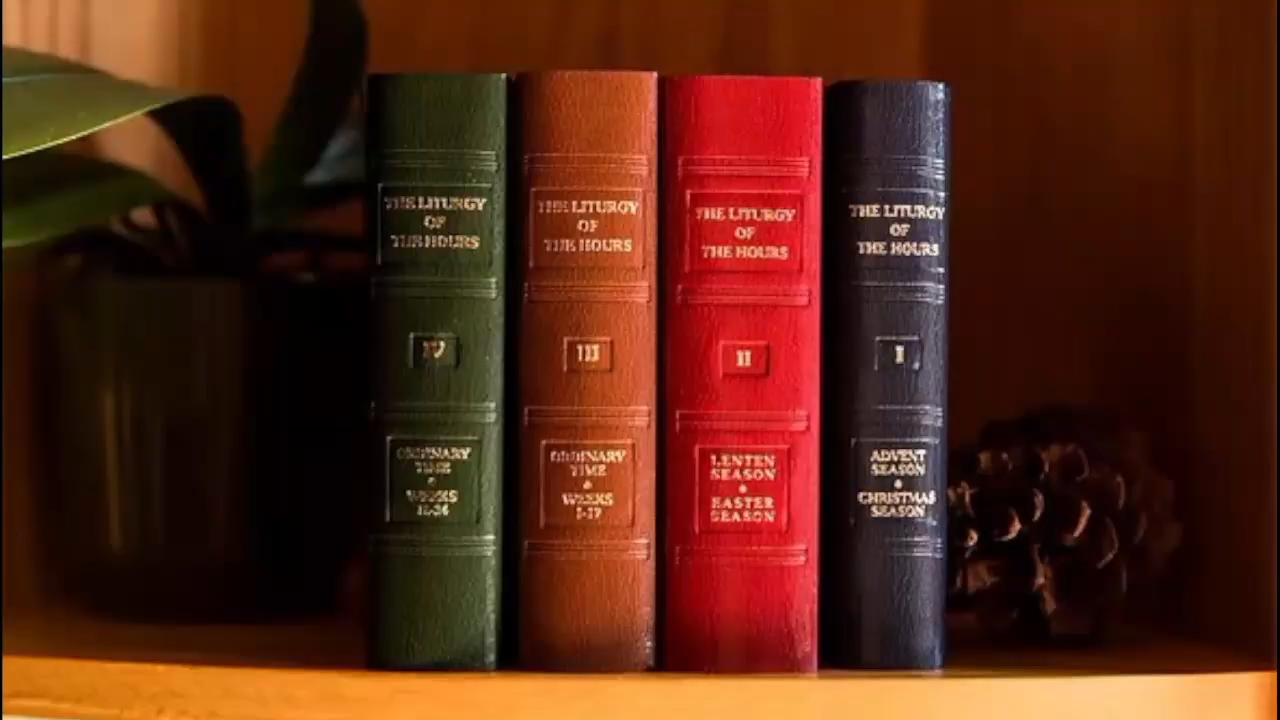 THE LITURGY
OF
THE HOURS
IV
ORDINARY
TIME
WEEKS
18-34
THE LITURGY
OF
THE HOURS
III
ORDINARY
TIME
WEEKS
1-17
THE LITURGY
OF
THE HOURS
II
LENTEN
SEASON
EASTER
SEASON
THE LITURGY
OF
THE HOURS
I
ADVENT
SEASON
CHRISTMAS
SEASON